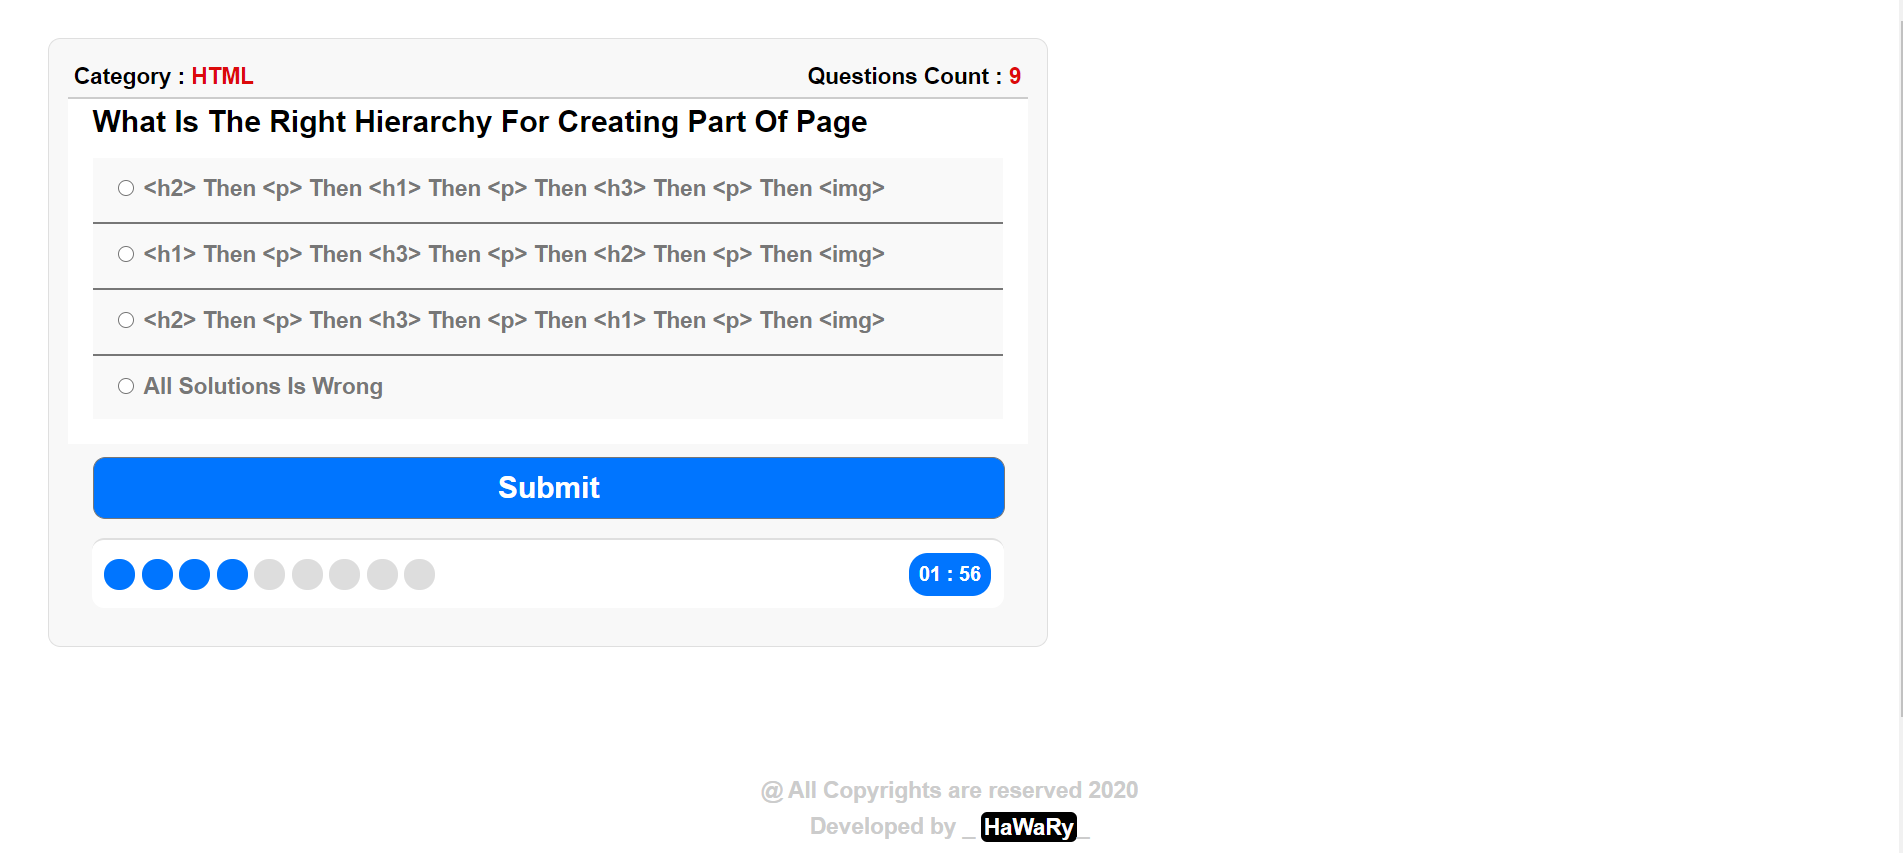 Category : HTML
Questions Count : 9
What Is The Right Hierarchy For Creating Part Of Page
<h2> Then <p> Then <h1> Then <p> Then <h3> Then <p> Then <img>
<h1> Then <p> Then <h3> Then <p> Then <h2> Then <p> Then <img>
<h2> Then <p> Then <h3> Then <p> Then <h1> Then <p> Then <img>
All Solutions Is Wrong
Submit
01 : 56
@ All Copyrights are reserved 2020
Developed by _ HaWaRy _